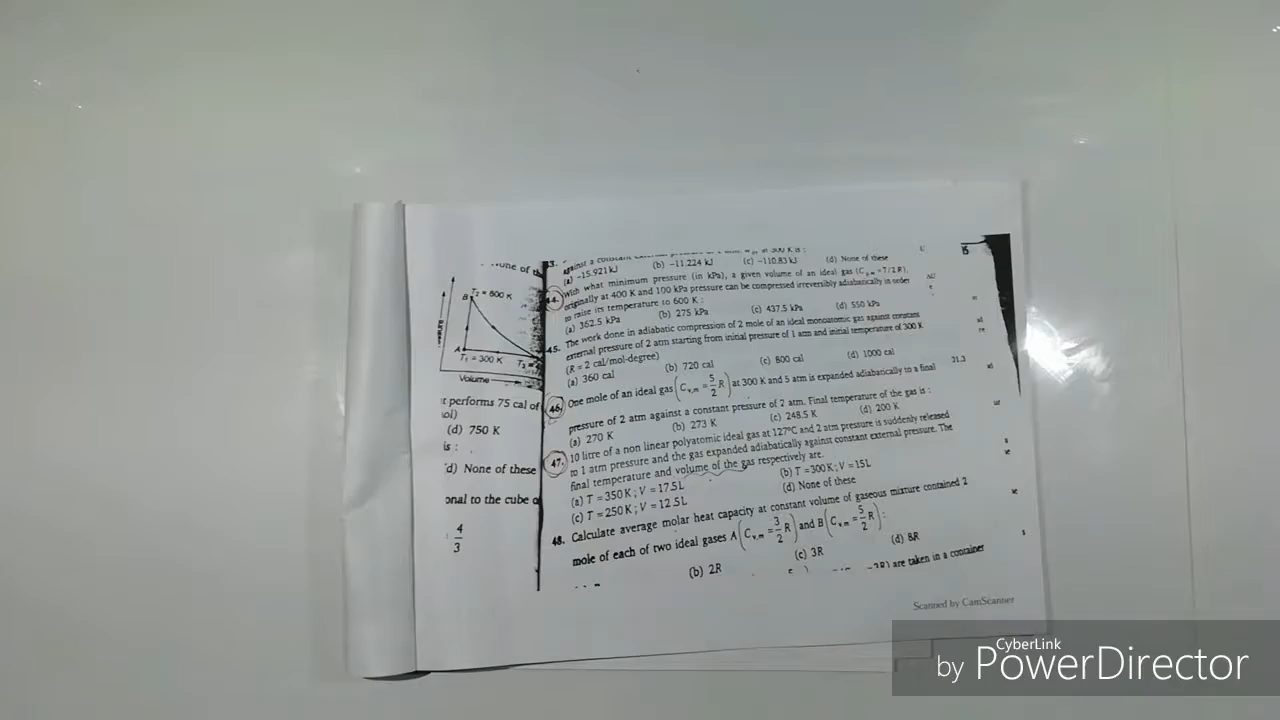 none of th
B T₂ = 600 K
A
T₁ = 300 K
Volume
t performs 75 cal of
(d) 750 K
is :
d) None of these
onal to the cube o
4
3
against a constant
(a) -15.921 kJ (b) -11.224 kJ (c) -110.83 kJ (d) None of these
44. With what minimum pressure (in kPa), a given volume of an ideal gas (C v,m = 7/2 R),
originally at 400 K and 100 kPa pressure can be compressed irreversibly adiabatically in order
to raise its temperature to 600 K :
(a) 362.5 kPa (b) 275 kPa (c) 437.5 kPa (d) 550 kPa
45. The work done in adiabatic compression of 2 mole of an ideal monoatomic gas against constant
external pressure of 2 atm starting from initial pressure of 1 atm and initial temperature of 300 K
(R = 2 cal/mol-degree)
(a) 360 cal (b) 720 cal (c) 800 cal (d) 1000 cal
46. One mole of an ideal gas (C v,m = 5/2 R) at 300 K and 5 atm is expanded adiabatically to a final
pressure of 2 atm against a constant pressure of 2 atm. Final temperature of the gas is :
(a) 270 K (b) 273 K (c) 248.5 K (d) 200 K
47. 10 litre of a non linear polyatomic ideal gas at 127°C and 2 atm pressure is suddenly released
to 1 atm pressure and the gas expanded adiabatically against constant external pressure. The
final temperature and volume of the gas respectively are.
(a) T = 350 K ; V = 17.5L (b) T = 300 K ; V = 15L
(c) T = 250 K ; V = 12.5L (d) None of these
48. Calculate average molar heat capacity at constant volume of gaseous mixture contained 2
mole of each of two ideal gases A (C v,m = 3/2 R) and B (C v,m = 5/2 R) :
(b) 2R (c) 3R (d) 8R
are taken in a container
Scanned by CamScanner
CyberLink
by PowerDirector